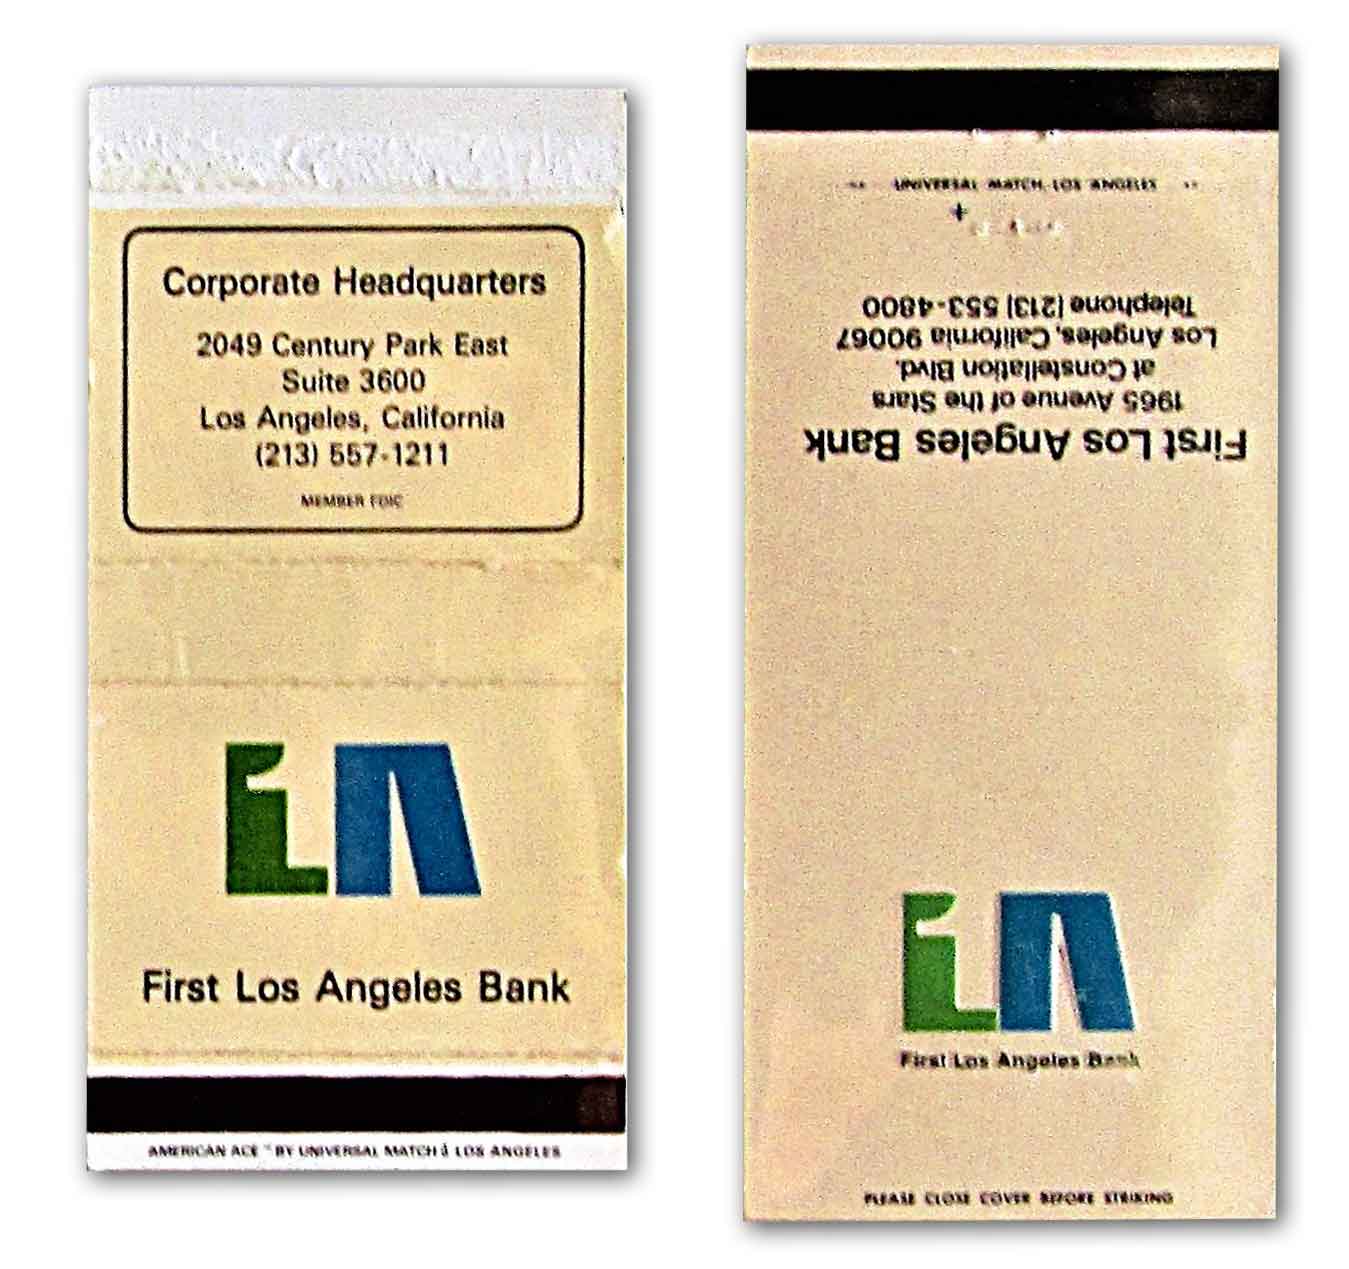 Corporate Headquarters
2049 Century Park East
Suite 3600
Los Angeles, California
(213) 557-1211
MEMBER FDIC
1A
First Los Angeles Bank
AMERICAN ACE ™ BY UNIVERSAL MATCH LOS ANGELES
UNIVERSAL MATCH, LOS ANGELES
First Los Angeles Bank
1965 Avenue of the Stars
at Constellation Blvd.
Los Angeles, California 90067
Telephone (213) 553-4800
1A
First Los Angeles Bank
PLEASE CLOSE COVER BEFORE STRIKING